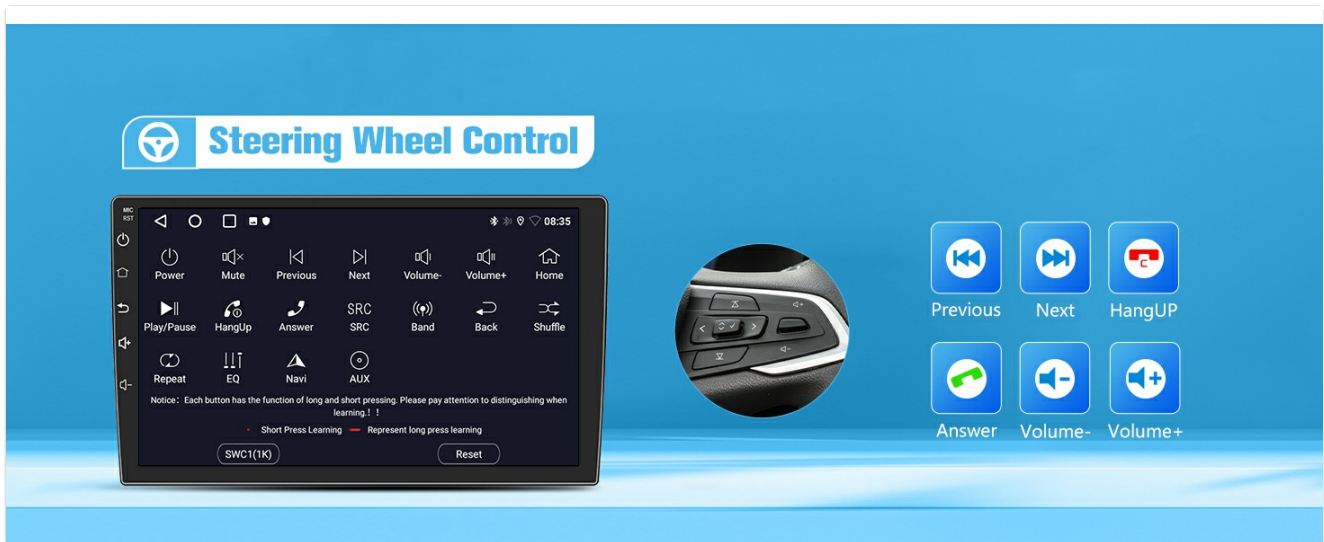 Steering Wheel Control
MIC
RST
08:35
Power Mute Previous Next Volume- Volume+ Home
Play/Pause HangUp Answer SRC SRC Band Back Shuffle
Repeat EQ Navi AUX
Notice: Each button has the function of long and short pressing. Please pay attention to distinguishing when
learning.! !
Short Press Learning Represent long press learning
SWC1(1K) Reset
Previous Next HangUP
Answer Volume- Volume+